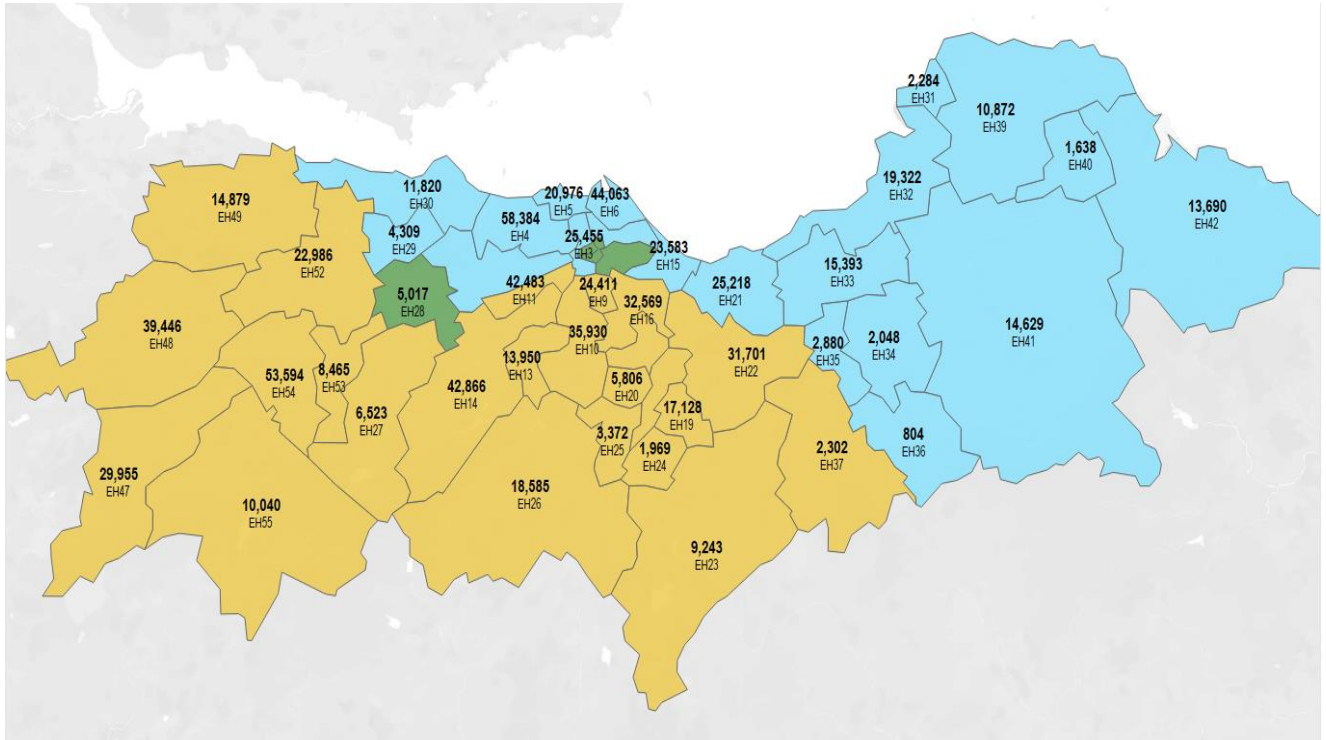 2,284
EH31
10,872
EH39
1,638
EH40
19,322
EH32
13,690
EH42
14,879
EH49
11,820
EH30
20,976
EH5
44,063
EH6
58,384
EH4
4,309
EH29
25,455
EH3
23,583
EH15
22,986
EH52
15,393
EH33
25,218
EH21
42,483
EH11
24,411
EH9
5,017
EH28
32,569
EH16
39,446
EH48
35,930
EH10
2,048
EH34
14,629
EH41
2,880
EH35
31,701
EH22
13,950
EH13
53,594
EH54
8,465
EH53
42,866
EH14
5,806
EH20
6,523
EH27
17,128
EH19
3,372
EH25
1,969
EH24
804
EH36
2,302
EH37
29,955
EH47
18,585
EH26
10,040
EH55
9,243
EH23